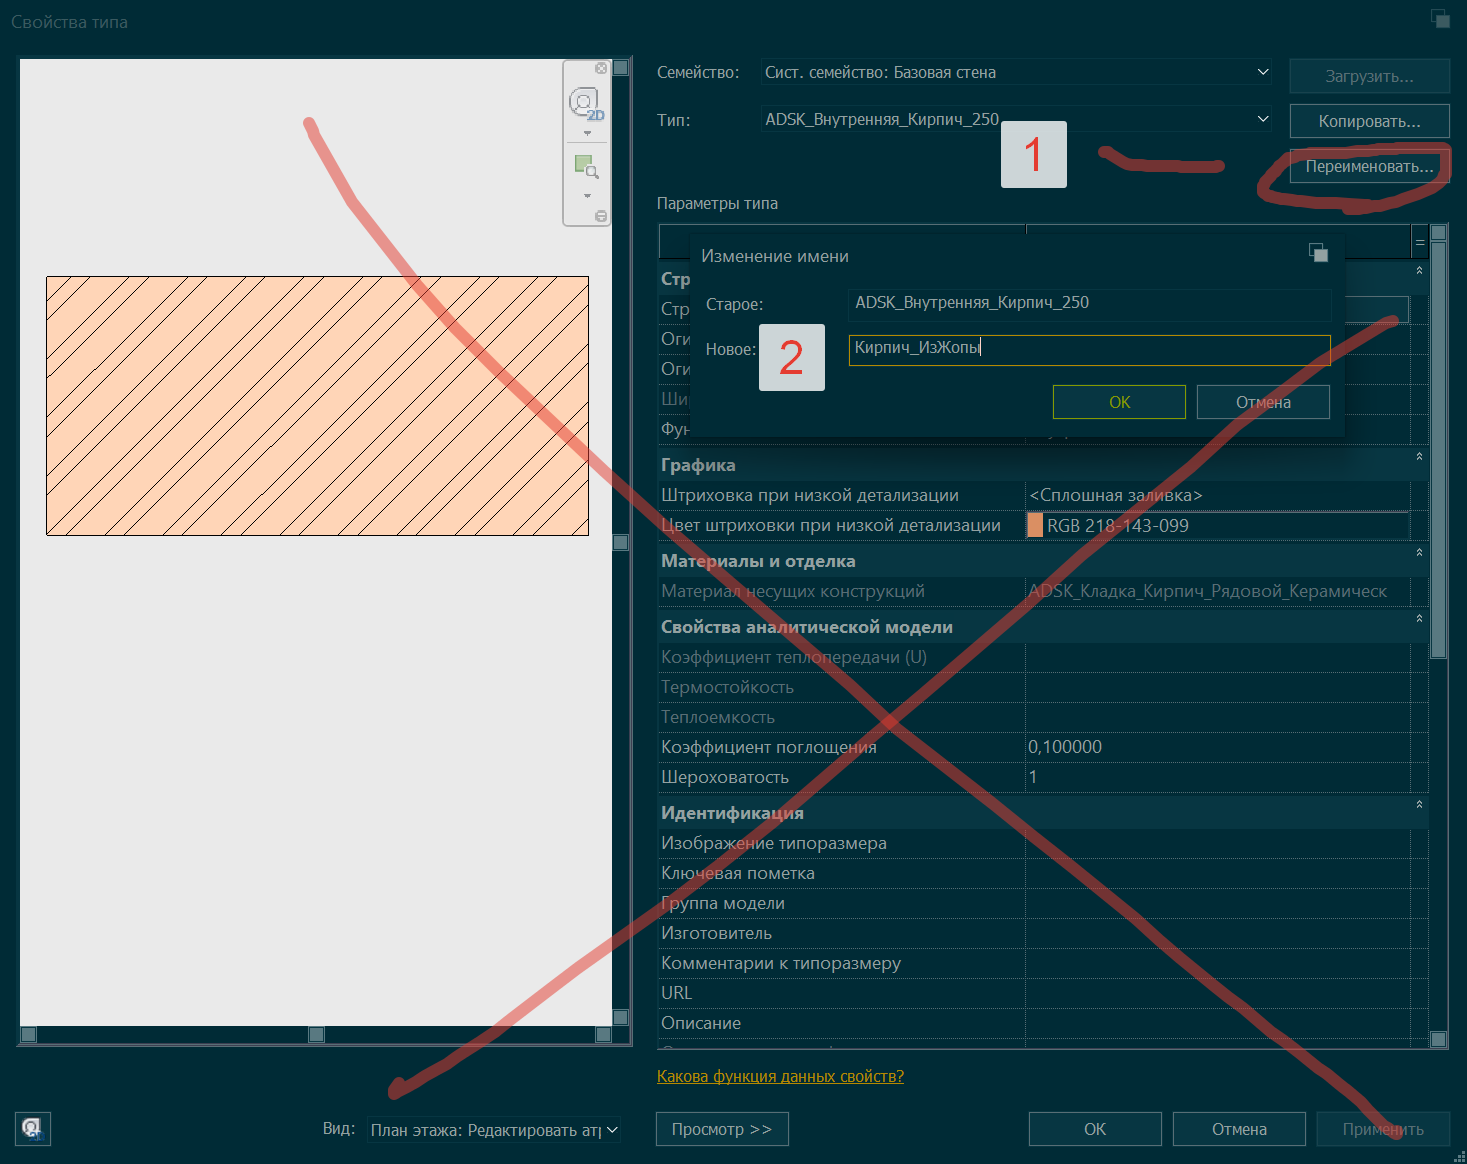 Свойства типа
2D
Семейство: Сист. семейство: Базовая стена Загрузить...
Тип: ADSK_Внутренняя_Кирпич_250 Копировать...
1 Переименовать...
Параметры типа
=
Изменение имени
Стр
Старое: ADSK_Внутренняя_Кирпич_250
Стр
Новое: 2 Кирпич_ИзЖопы
Оги
Оги
Ши
OK Отмена
Фун
Графика
Штриховка при низкой детализации <Сплошная заливка>
Цвет штриховки при низкой детализации RGB 218-143-099
Материалы и отделка
Материал несущих конструкций ADSK_Кладка_Кирпич_Рядовой_Керамическ
Свойства аналитической модели
Коэффициент теплопередачи (U)
Термостойкость
Теплоемкость
Коэффициент поглощения 0,100000
Шероховатость 1
Идентификация
Изображение типоразмера
Ключевая пометка
Группа модели
Изготовитель
Комментарии к типоразмеру
URL
Описание
Какова функция данных свойств?
Вид: План этажа: Редактировать атр Просмотр >> OK Отмена Применить